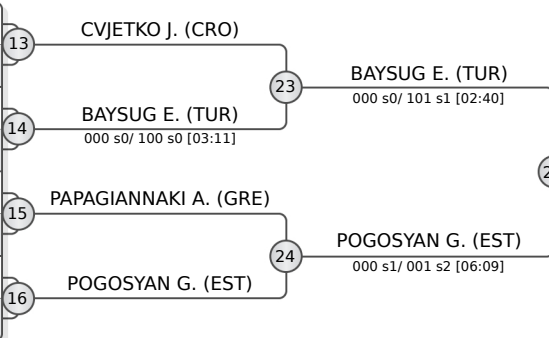 CVJETKO J. (CRO)
13
23
BAYSUG E. (TUR)
000 s0/ 101 s1 [02:40]
BAYSUG E. (TUR)
14
000 s0/ 100 s0 [03:11]
PAPAGIANNAKI A. (GRE)
15
24
POGOSYAN G. (EST)
000 s1/ 001 s2 [06:09]
POGOSYAN G. (EST)
16